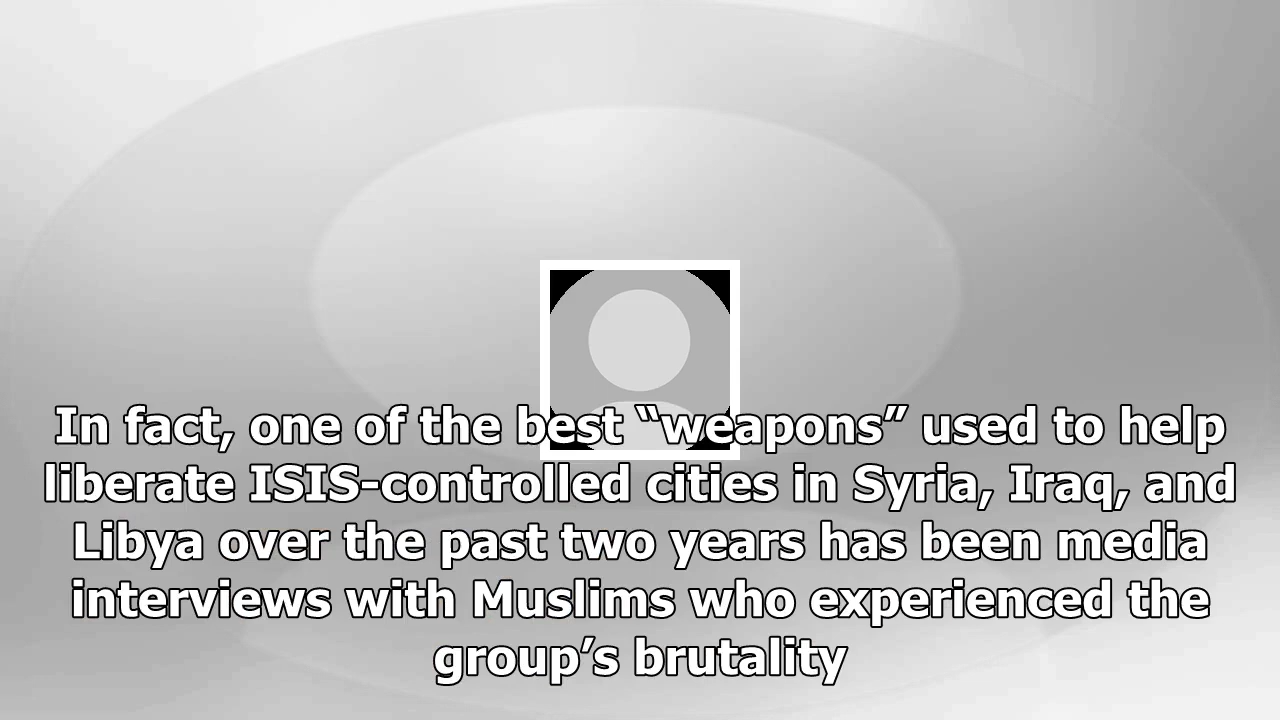 In fact, one of the best “weapons” used to help
liberate ISIS-controlled cities in Syria, Iraq, and
Libya over the past two years has been media
interviews with Muslims who experienced the
group’s brutality